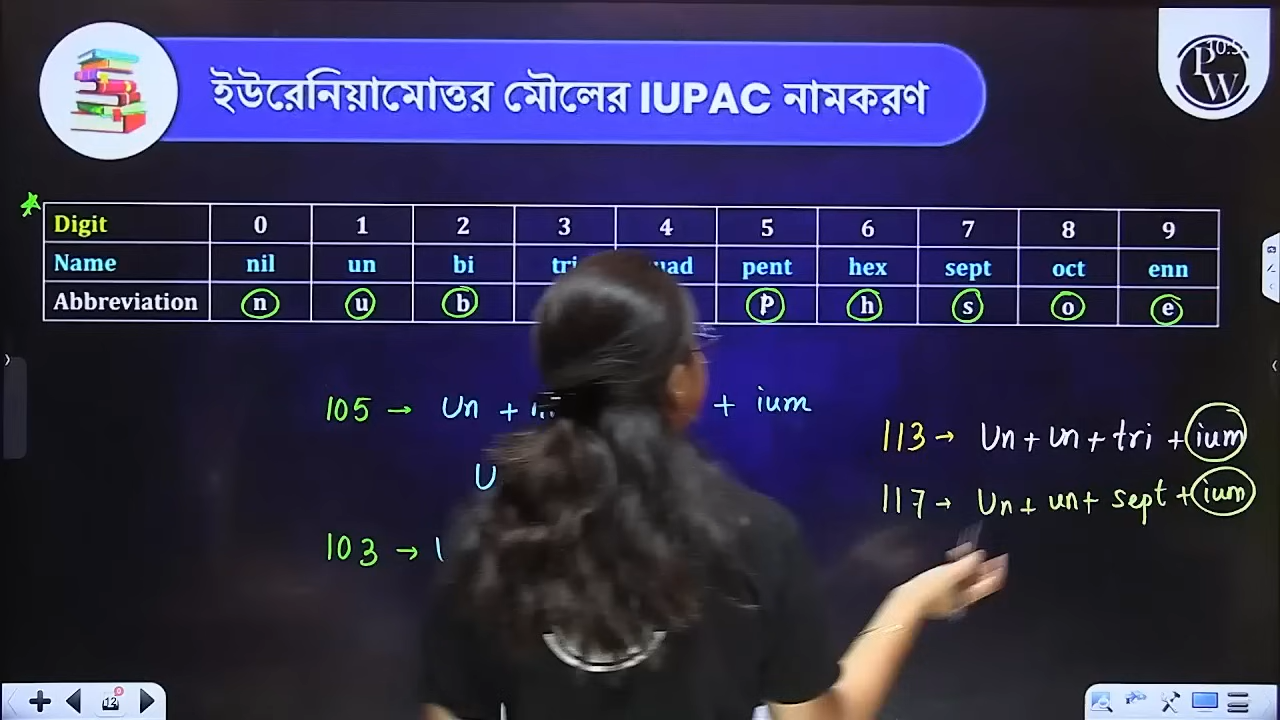 ইউরেনিয়ামোত্তর মৌলের IUPAC নামকরণ
P W
Digit 0 1 2 3 4 5 6 7 8 9
Name nil un bi tri pent hex sept oct enn
Abbreviation n u b p h s o e
105 → Un + + ium
113 → Un + un + tri + ium
117 → Un + un + sept + ium
103 →
12